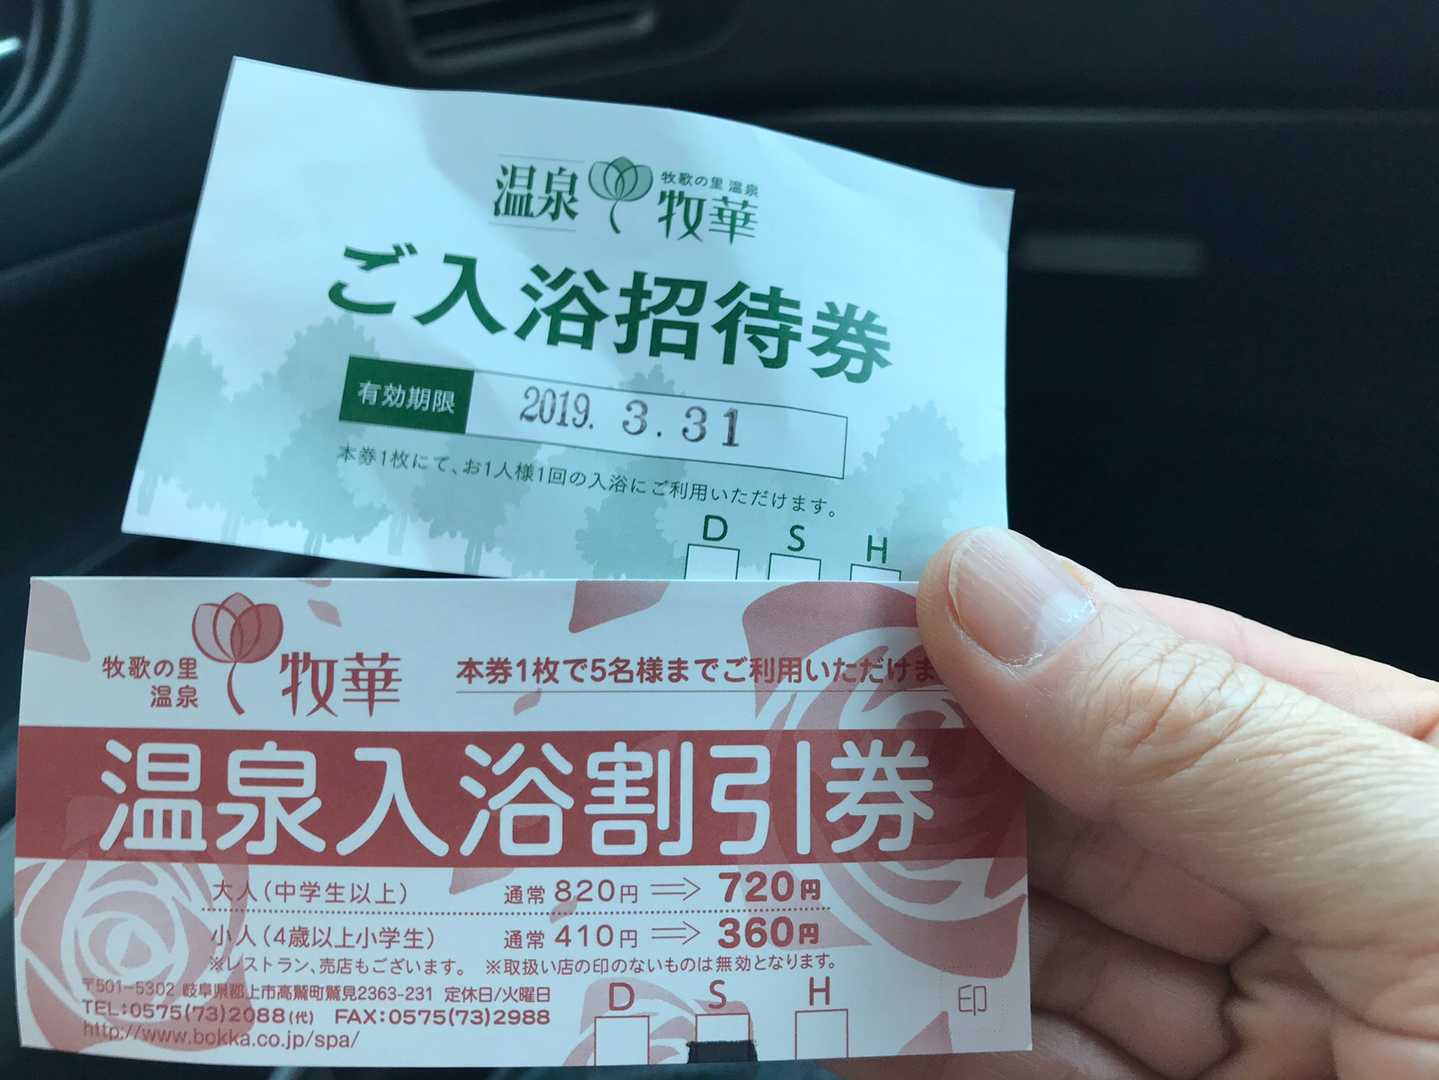 温泉 牧歌の里 温泉
牧華
ご入浴招待券
有効期限 2019. 3.31
本券1枚にて、お1人様1回の入浴にご利用いただけます。
D S H
牧歌の里
温泉 牧華 本券1枚で5名様までご利用いただけま
温泉入浴割引券
大人(中学生以上) 通常 820円 ⇒ 720円
小人(4歳以上小学生) 通常 410円 ⇒ 360円
※レストラン、売店もございます。 ※取扱い店の印のないものは無効となります。
〒501-5302 岐阜県郡上市高鷲町鷲見2363-231 定休日/火曜日
TEL:0575(73)2088(代) FAX:0575(73)2988
http://www.bokka.co.jp/spa/
D S H
印